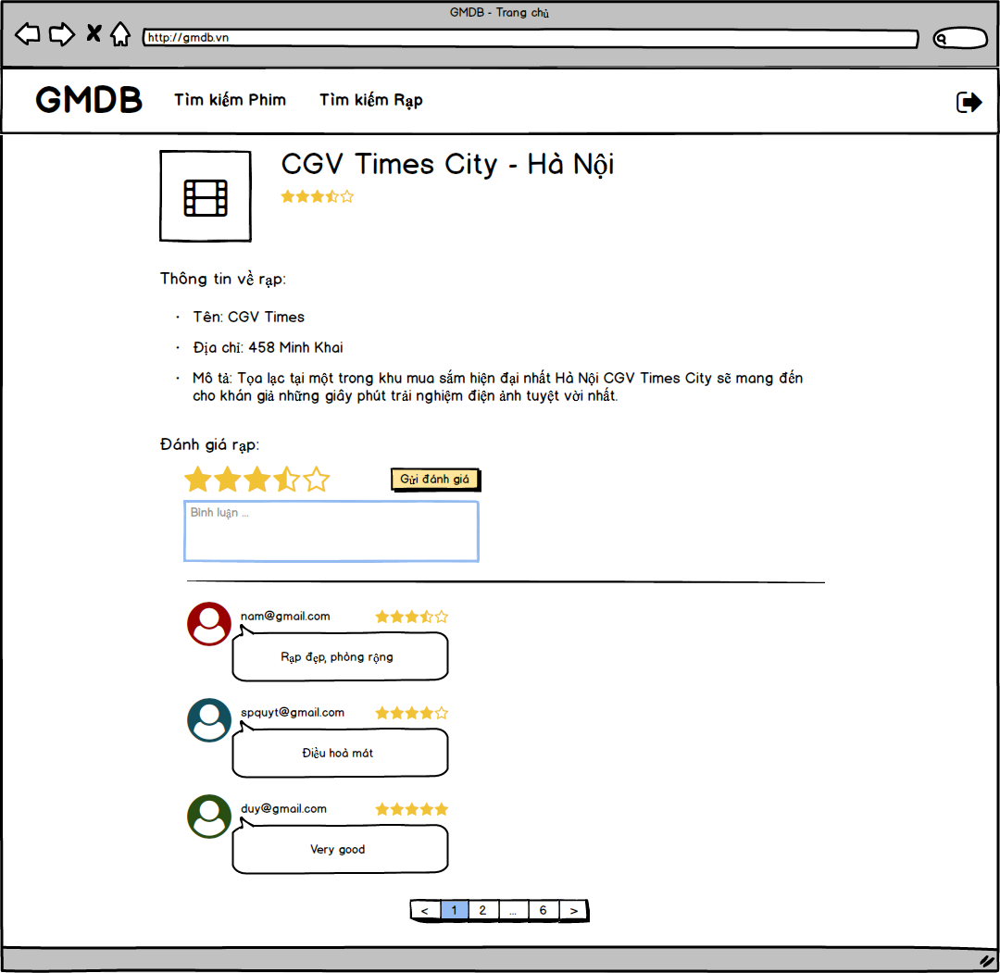 GMDB - Trang chủ
http://gmdb.vn
GMDB
Tìm kiếm Phim
Tìm kiếm Rạp
CGV Times City - Hà Nội
Thông tin về rạp:
· Tên: CGV Times
· Địa chỉ: 458 Minh Khai
· Mô tả: Tọa lạc tại một trong khu mua sắm hiện đại nhất Hà Nội CGV Times City sẽ mang đến
cho khán giả những giây phút trải nghiệm điện ảnh tuyệt vời nhất.
Đánh giá rạp:
Gửi đánh giá
Bình luận ...
nam@gmail.com
Rạp đẹp, phòng rộng
spquyt@gmail.com
Điều hoà mát
duy@gmail.com
Very good
< 1 2 ... 6 >